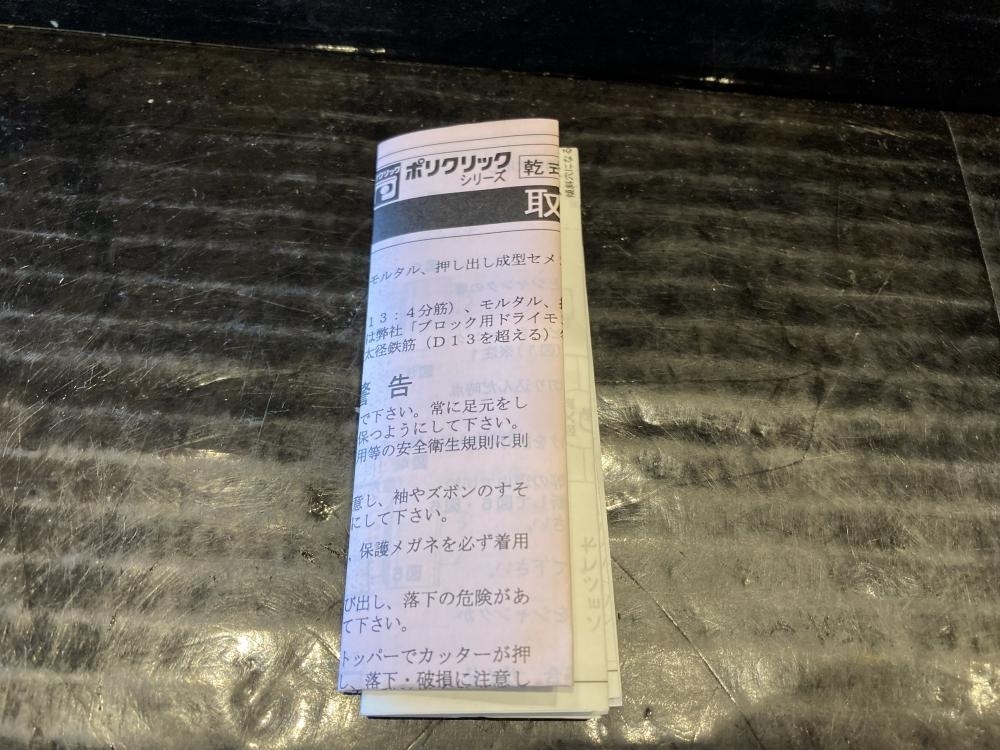 クリック
ポリクリック
シリーズ
乾式
取
モルタル、押し出し成型セメ
13:4分筋)、モルタル、
は弊社「ブロック用ドライモ
太径鉄筋(D13を超える)
警 告
で下さい。常に足元をし
保つようにして下さい。
用等の安全衛生規則に則
意し、袖やズボンのすそ
にして下さい。
、保護メガネを必ず着用
び出し、落下の危険があ
て下さい。
トッパーでカッターが押
し、落下・破損に注意し